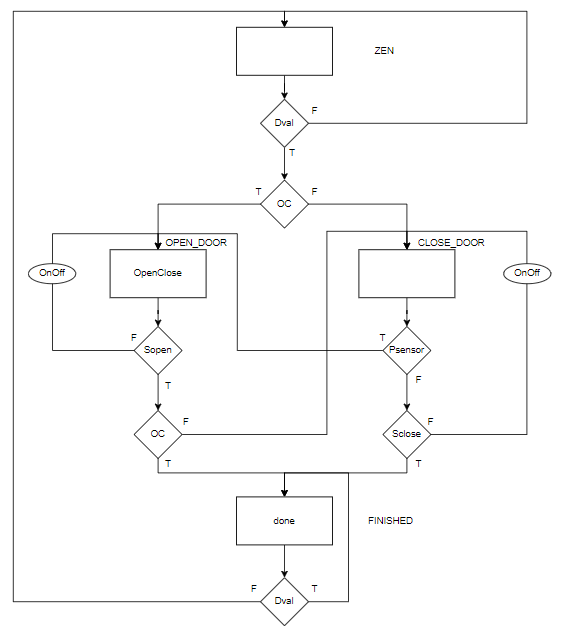 ZEN
F
Dval
T
T
OC
F
OPEN_DOOR
CLOSE_DOOR
OnOff
OpenClose
OnOff
F
Sopen
T
Psensor
T
F
OC
F
Sclose
F
T
T
done
FINISHED
F
Dval
T